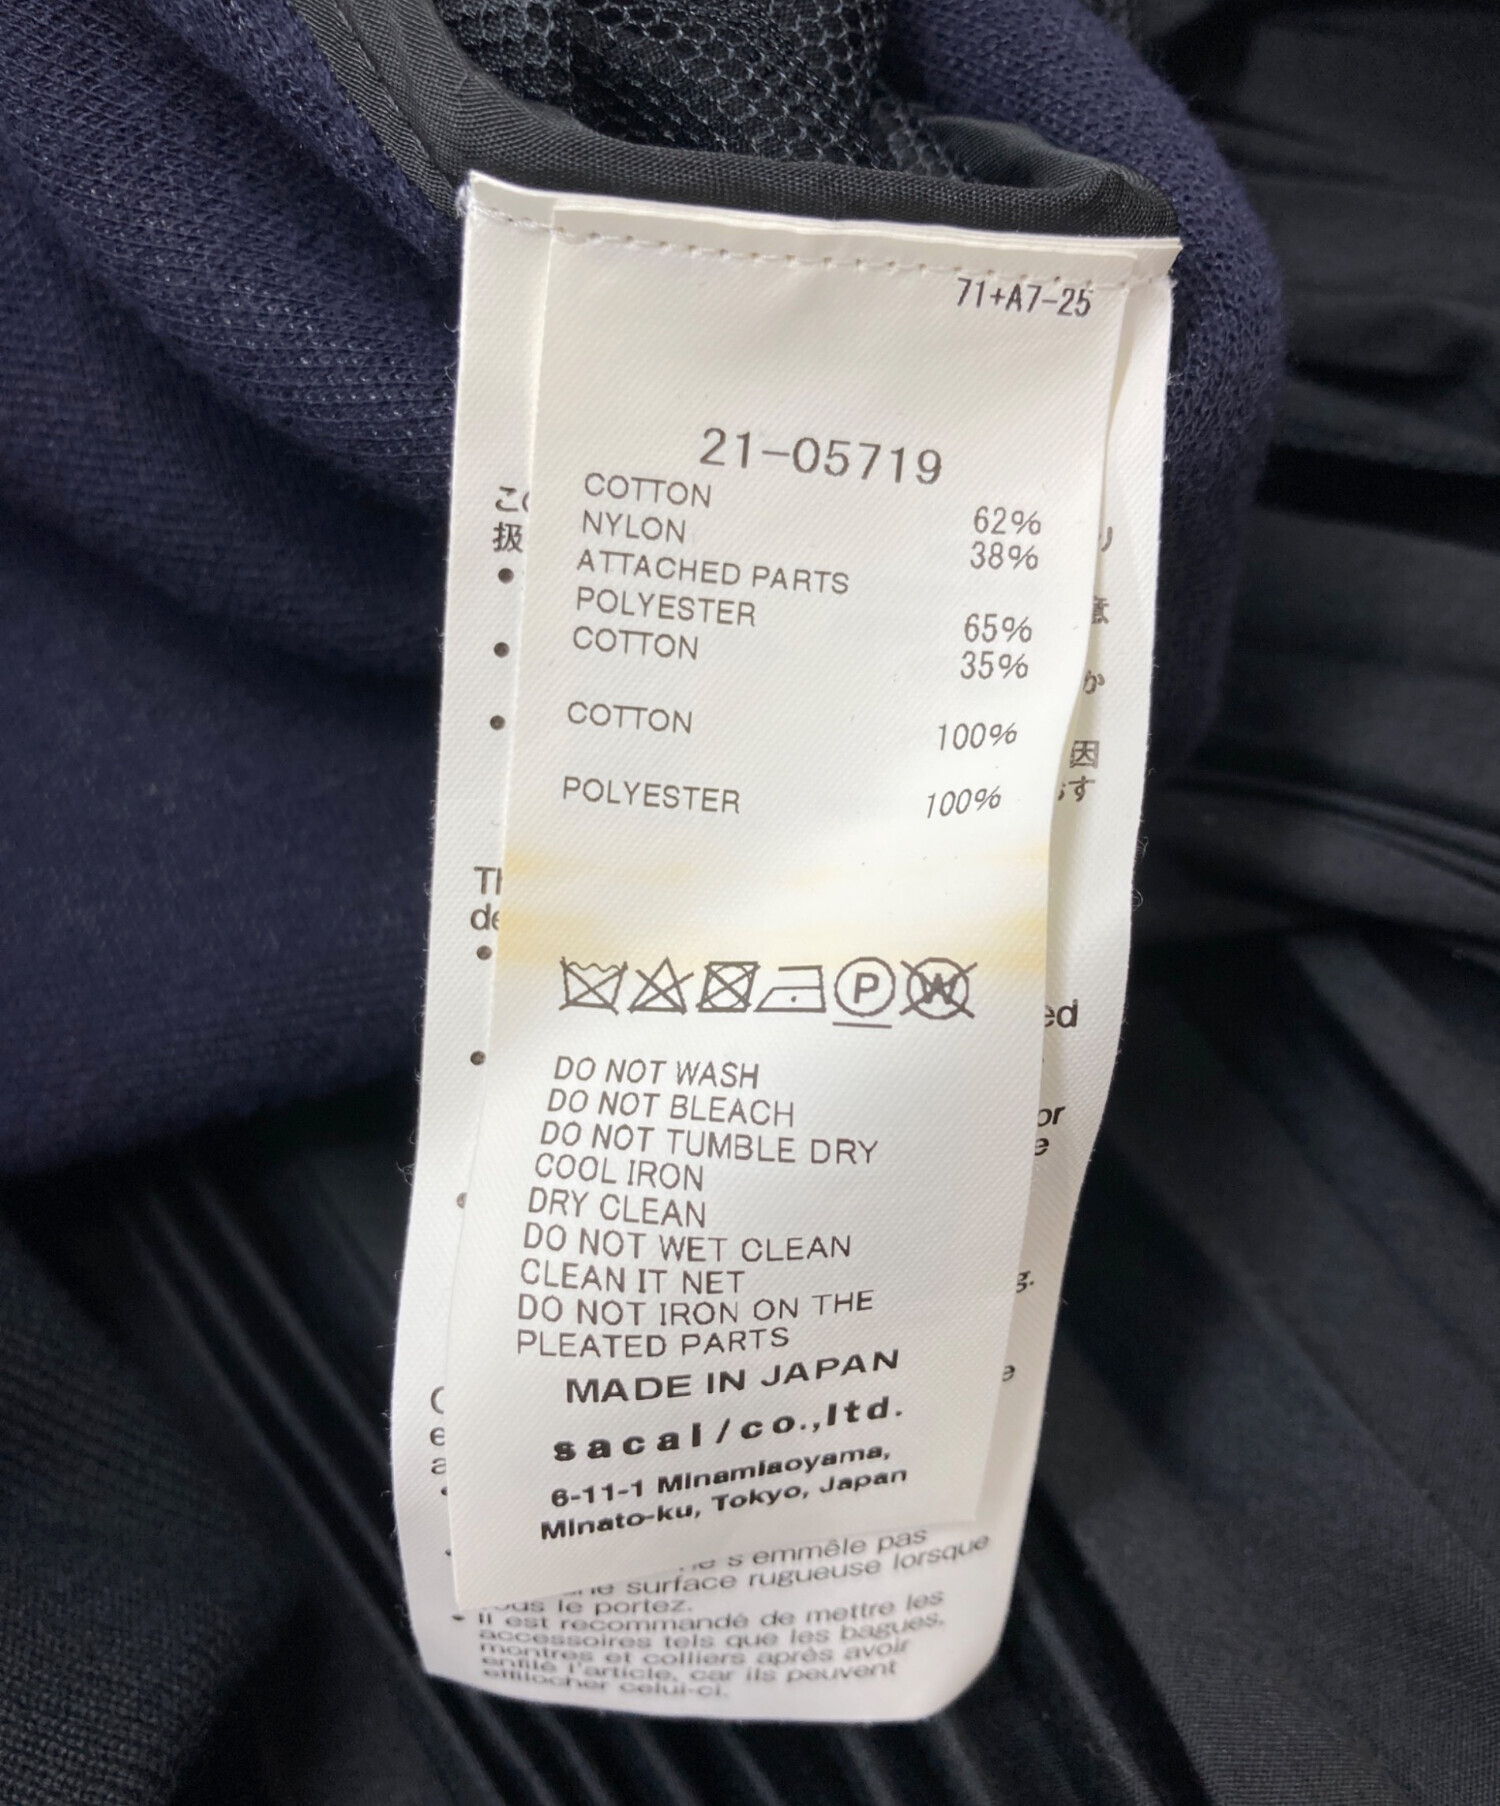 71+A7-25
21-05719
COTTON 62%
NYLON 38%
ATTACHED PARTS
POLYESTER 65%
COTTON 35%
COTTON 100%
POLYESTER 100%
P W
DO NOT WASH
DO NOT BLEACH
DO NOT TUMBLE DRY
COOL IRON
DRY CLEAN
DO NOT WET CLEAN
CLEAN IT NET
DO NOT IRON ON THE
PLEATED PARTS
MADE IN JAPAN
sacai/co.,ltd.
6-11-1 Minamiaoyama,
Minato-ku, Tokyo, Japan
s'emmêle pas
surface rugueuse lorsque
le portez.
• Il est recommandé de mettre les
accessoires tels que les bagues,
montres et colliers après avoir
enfilé l'article, car ils peuvent
effilocher celui-ci.